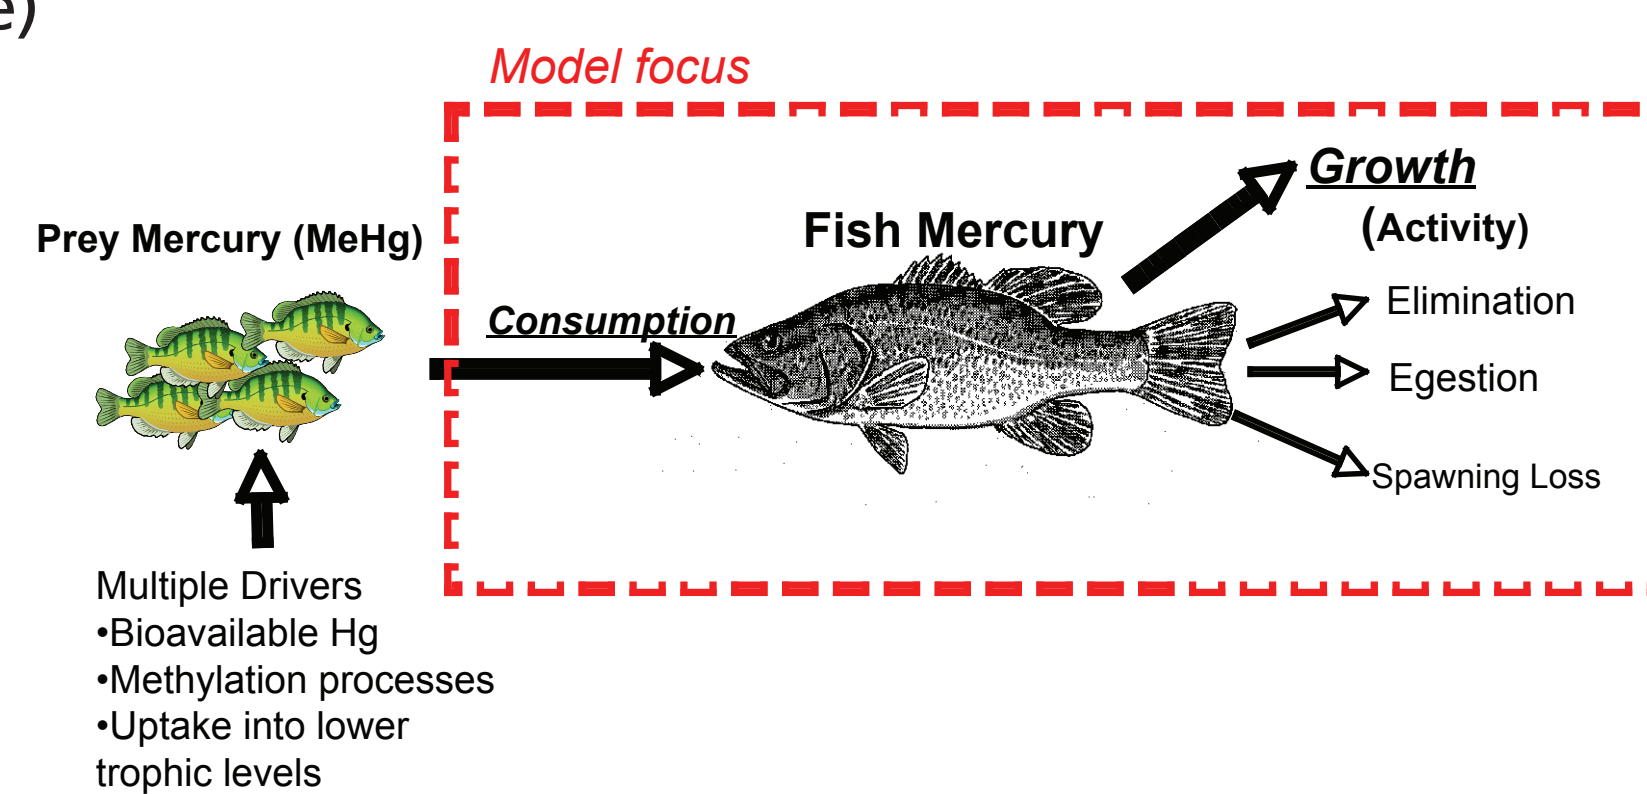 e)
Model focus
Growth
(Activity)
Prey Mercury (MeHg)
Fish Mercury
Consumption
Elimination
Egestion
Spawning Loss
Multiple Drivers
•Bioavailable Hg
•Methylation processes
•Uptake into lower
trophic levels